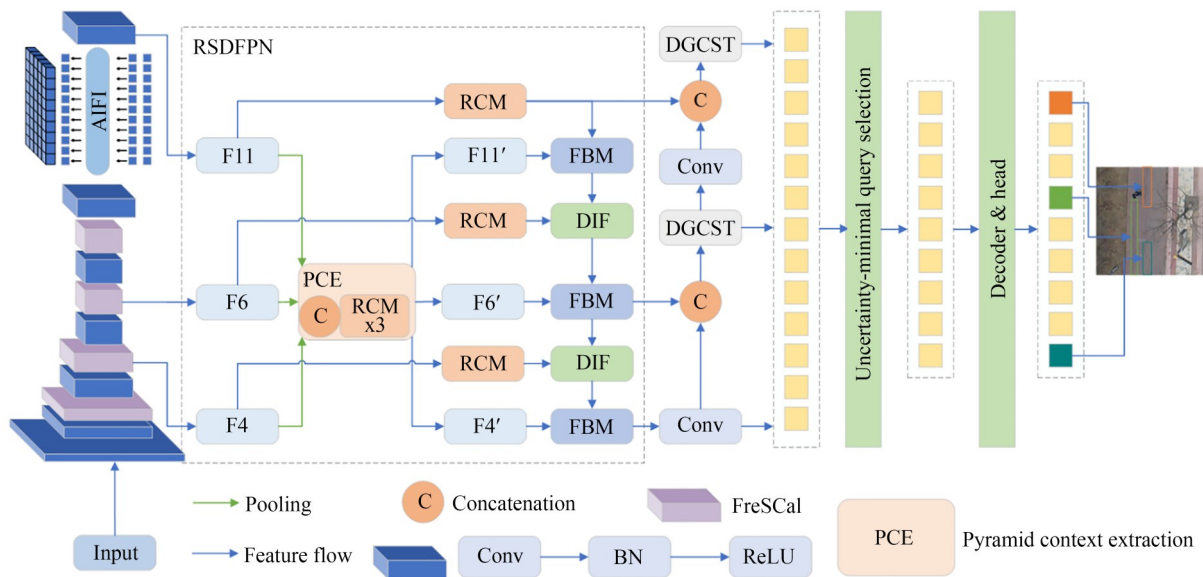 RSDFPN
AIFI
F11
RCM
F11′
FBM
C
DGCST
Conv
RCM
DIF
DGCST
F6
PCE
C
RCM
x3
F6′
FBM
C
RCM
DIF
F4
F4′
FBM
Conv
Uncertainty-minimal query selection
Decoder & head
Input
Pooling
C
Concatenation
FreSCal
Feature flow
Conv
BN
ReLU
PCE
Pyramid context extraction